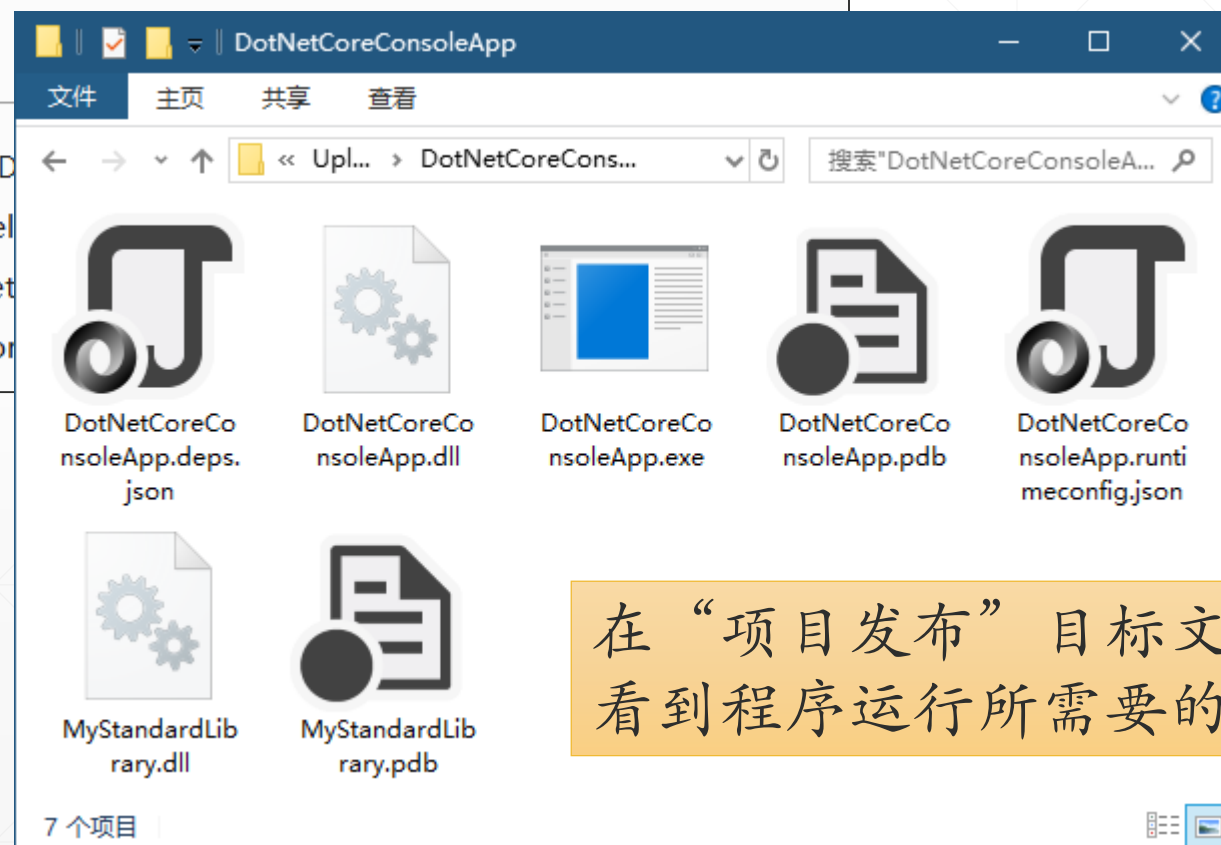 DotNetCoreConsoleApp
文件 主页 共享 查看
« Upl... › DotNetCoreCons...
搜索"DotNetCoreConsoleA...
DotNetCoreCo
nsoleApp.deps.
json
DotNetCoreCo
nsoleApp.dll
DotNetCoreCo
nsoleApp.exe
DotNetCoreCo
nsoleApp.pdb
DotNetCoreCo
nsoleApp.runti
meconfig.json
MyStandardLib
rary.dll
MyStandardLib
rary.pdb
在“项目发布”目标文
看到程序运行所需要的
7 个项目